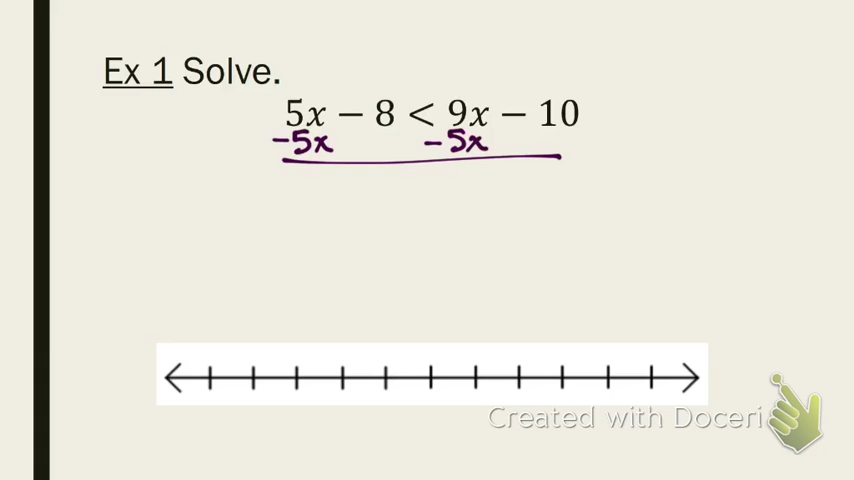 Ex 1 Solve.
5x − 8 < 9x − 10
−5x −5x
Created with Doceri